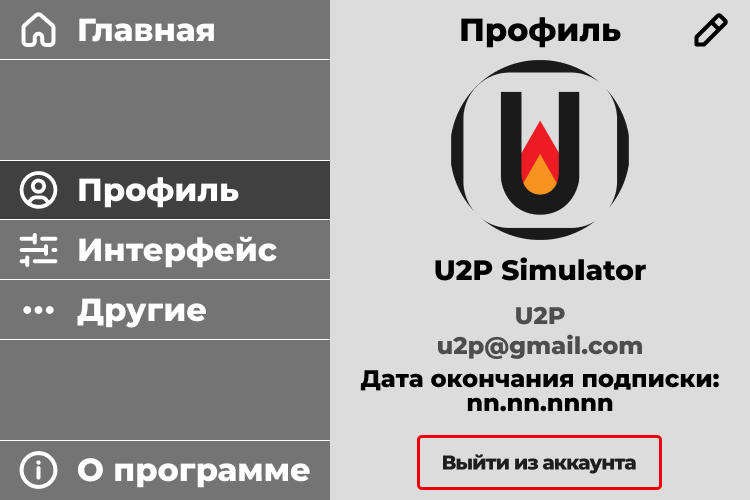 Главная
Профиль
Интерфейс
Другие
О программе
Профиль
U
U2P Simulator
U2P
u2p@gmail.com
Дата окончания подписки:
nn.nn.nnnn
Выйти из аккаунта